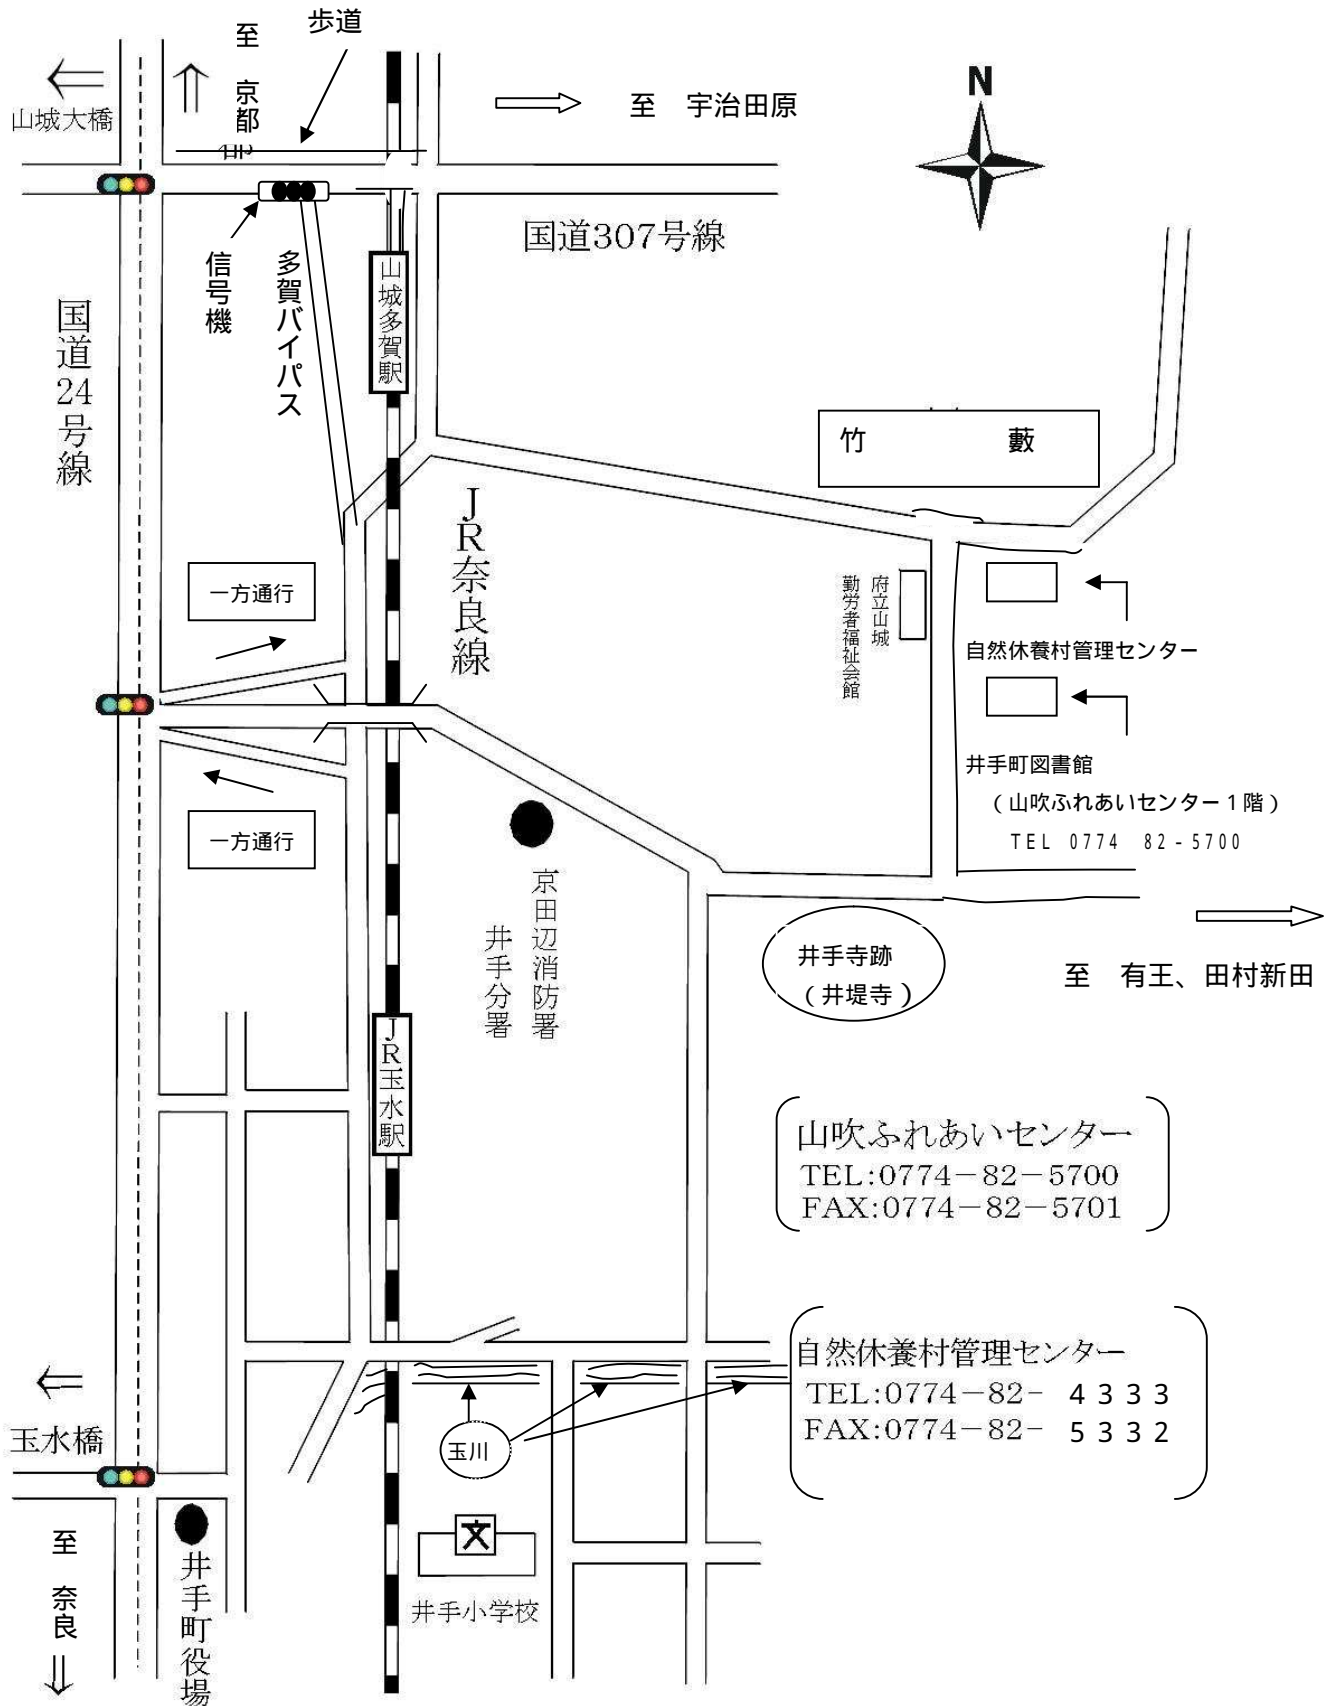 至　京都
歩道
山城大橋
至　宇治田原
N
国道307号線
信号機
多賀バイパス
山城多賀駅
国道24号線
竹　藪
JR奈良線
一方通行
府立山城
勤労者福祉会館
自然休養村管理センター
井手町図書館
（山吹ふれあいセンター１階）
TEL 0774 82-5700
一方通行
京田辺消防署
井手分署
井手寺跡
（井堤寺）
至　有王、田村新田
JR玉水駅
山吹ふれあいセンター
TEL:0774－82－5700
FAX:0774－82－5701
自然休養村管理センター
TEL:0774－82-　４３３３
FAX:0774－82-　５３３２
玉水橋
玉川
至　奈良
井手町役場
文
井手小学校